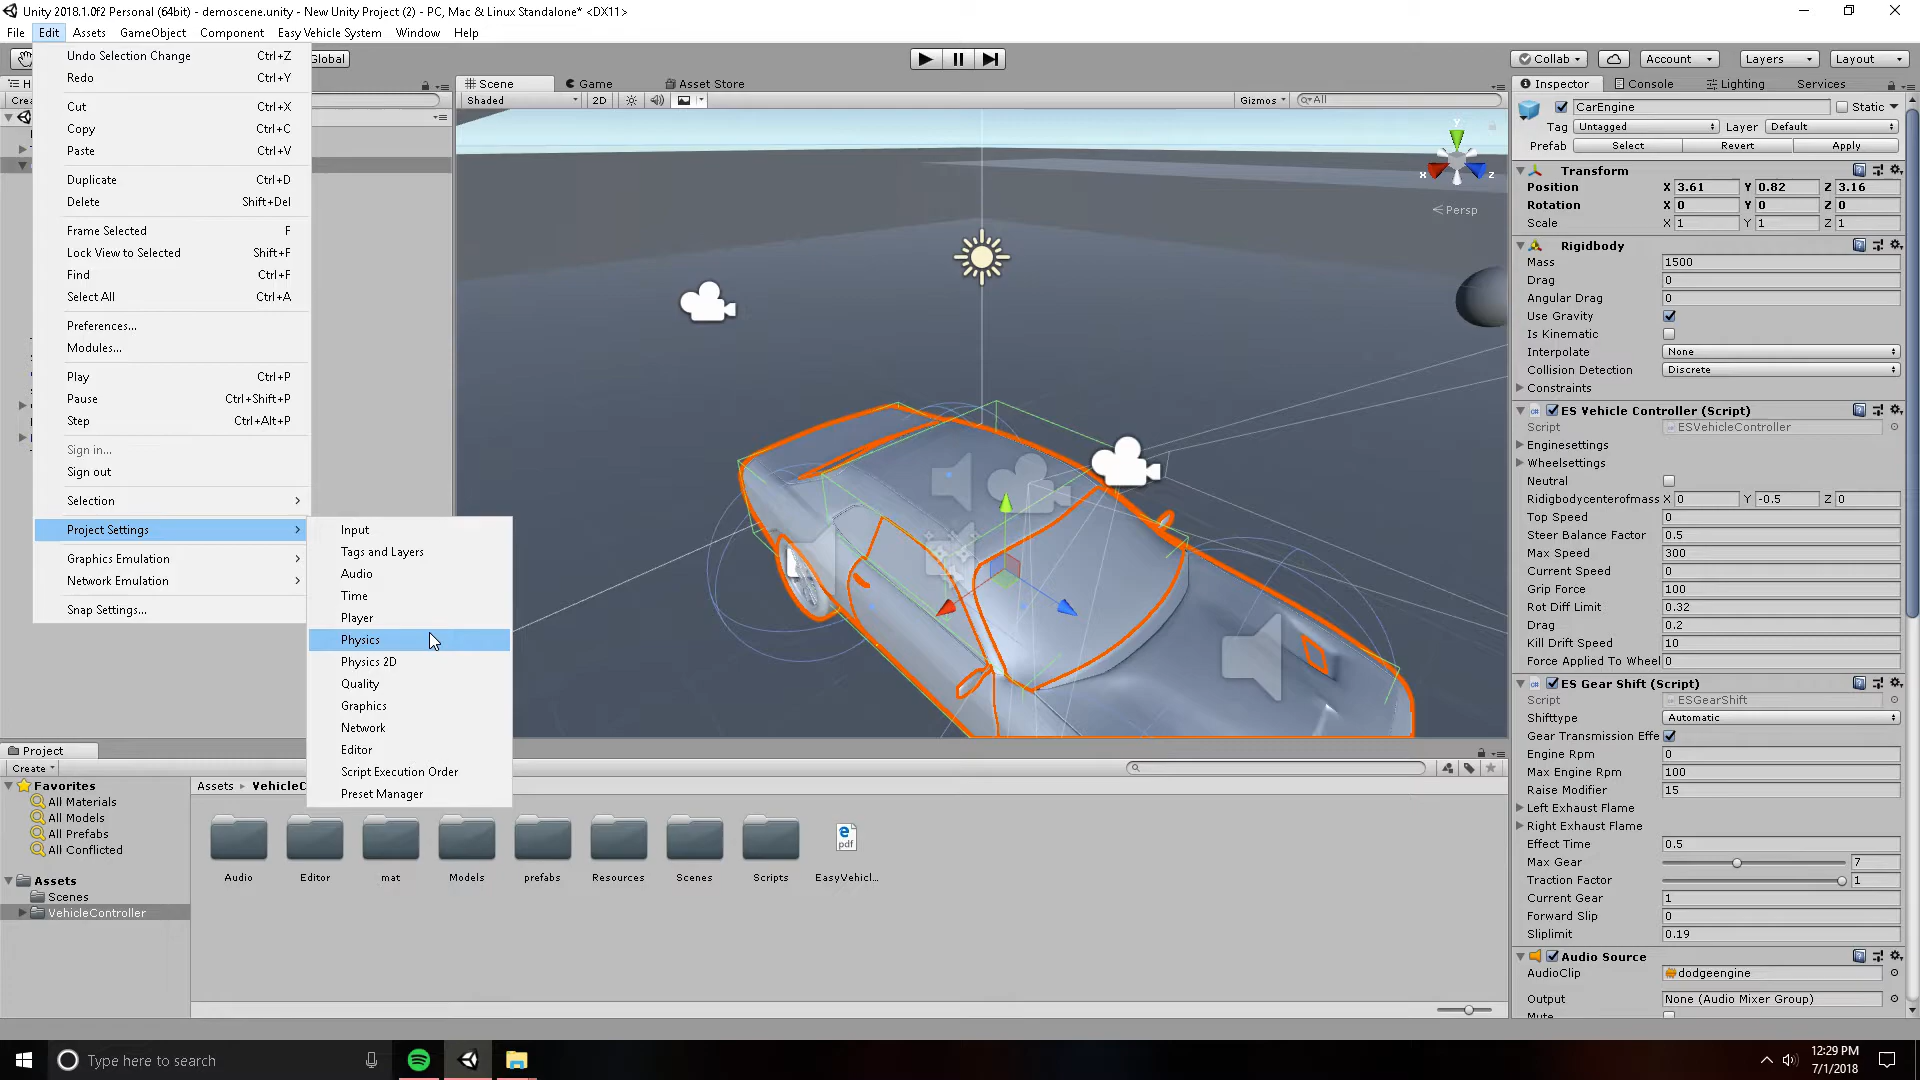 Unity 2018.1.0f2 Personal (64bit) - demoscene.unity - New Unity Project (2) - PC, Mac & Linux Standalone* <DX11>
File Edit Assets GameObject Component Easy Vehicle System Window Help
Global
Collab Account Layers Layout
Undo Selection Change Ctrl+Z
Redo Ctrl+Y
Cut Ctrl+X
Copy Ctrl+C
Paste Ctrl+V
Duplicate Ctrl+D
Delete Shift+Del
Frame Selected F
Lock View to Selected Shift+F
Find Ctrl+F
Select All Ctrl+A
Preferences...
Modules...
Play Ctrl+P
Pause Ctrl+Shift+P
Step Ctrl+Alt+P
Sign in...
Sign out
Selection
Project Settings
Graphics Emulation
Network Emulation
Snap Settings...
Input
Tags and Layers
Audio
Time
Player
Physics
Physics 2D
Quality
Graphics
Network
Editor
Script Execution Order
Preset Manager
Scene Game Asset Store
Shaded 2D Gizmos All
y
x z
Persp
Inspector Console Lighting Services
CarEngine Static
Tag Untagged Layer Default
Prefab Select Revert Apply
Transform
Position X 3.61 Y 0.82 Z 3.16
Rotation X 0 Y 0 Z 0
Scale X 1 Y 1 Z 1
Rigidbody
Mass 1500
Drag 0
Angular Drag 0
Use Gravity
Is Kinematic
Interpolate None
Collision Detection Discrete
Constraints
ES Vehicle Controller (Script)
Script ESVehicleController
Enginesettings
Wheelsettings
Neutral
Ridigbodycenterofmass X 0 Y -0.5 Z 0
Top Speed 0
Steer Balance Factor 0.5
Max Speed 300
Current Speed 0
Grip Force 100
Rot Diff Limit 0.32
Drag 0.2
Kill Drift Speed 10
Force Applied To Wheel 0
ES Gear Shift (Script)
Script ESGearShift
Shifttype Automatic
Gear Transmission Effe
Engine Rpm 0
Max Engine Rpm 100
Raise Modifier 15
Left Exhaust Flame
Right Exhaust Flame
Effect Time 0.5
Max Gear 7
Traction Factor 1
Current Gear 1
Forward Slip 0
Sliplimit 0.19
Audio Source
AudioClip dodgeengine
Output None (Audio Mixer Group)
Mute
Project
Create
Favorites
All Materials
All Models
All Prefabs
All Conflicted
Assets
Scenes
VehicleController
Assets VehicleC
Audio Editor mat Models prefabs Resources Scenes Scripts EasyVehicl...
pdf
Type here to search
12:29 PM
7/1/2018